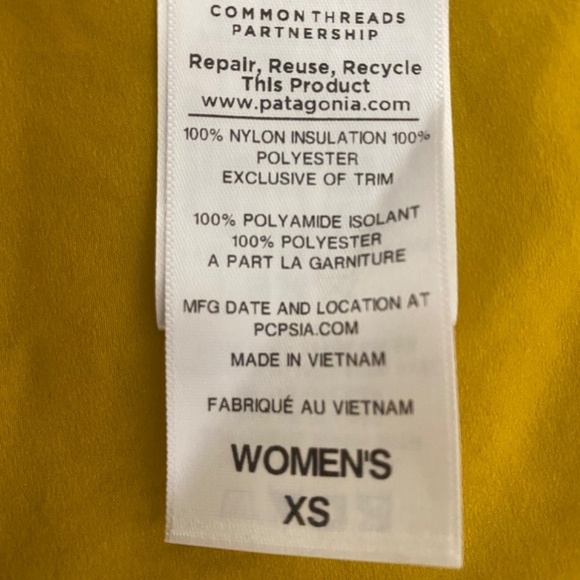 COMMON THREADS
PARTNERSHIP
Repair, Reuse, Recycle
This Product
www.patagonia.com
100% NYLON INSULATION 100%
POLYESTER
EXCLUSIVE OF TRIM
100% POLYAMIDE ISOLANT
100% POLYESTER
A PART LA GARNITURE
MFG DATE AND LOCATION AT
PCPSIA.COM
MADE IN VIETNAM
FABRIQUÉ AU VIETNAM
WOMEN'S
XS